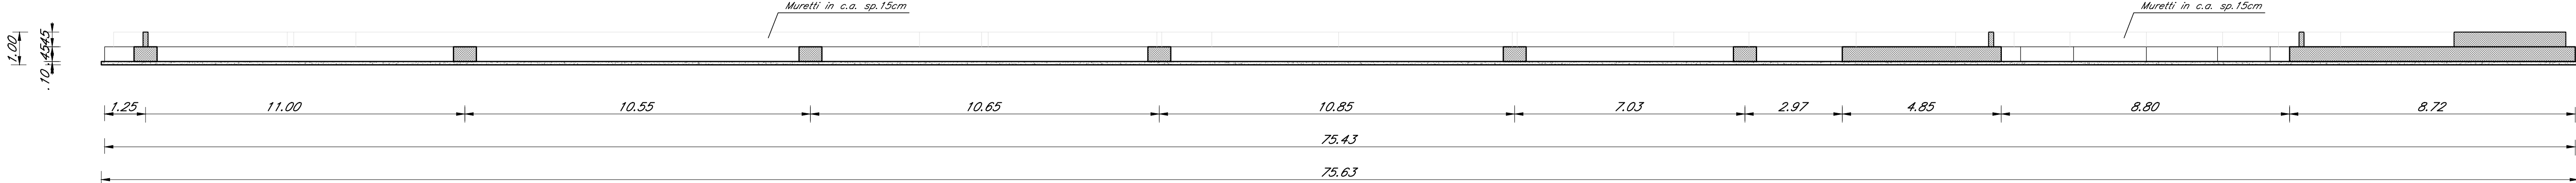 Muretti in c.a. sp.15cm
Muretti in c.a. sp.15cm
1.00
.10 .45 45
1.25 11.00 10.55 10.65 10.85 7.03 2.97 4.85 8.80 8.72
75.43
75.63